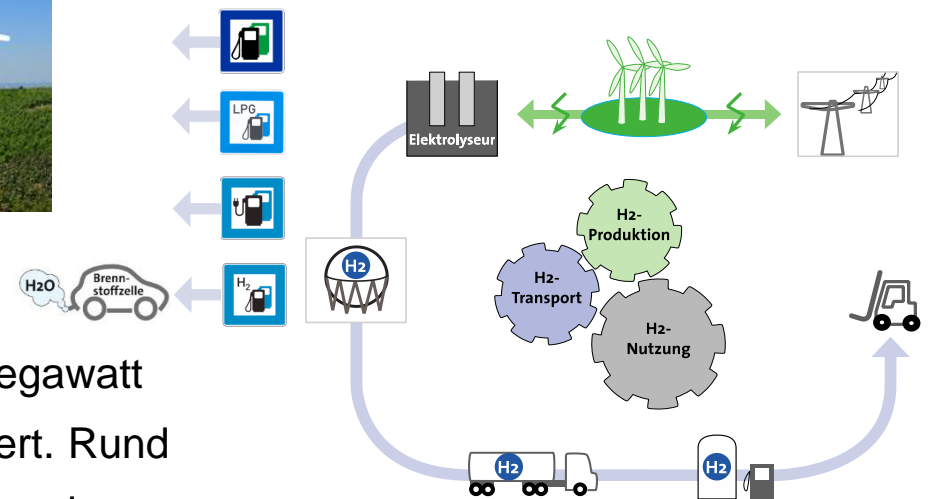 LPG
Elektrolyseur
H2-
Produktion
H2-
Transport
H2-
Nutzung
H2
H2O
Brenn-
stoffzelle
H2
egawatt
ert. Rund
H2
H2